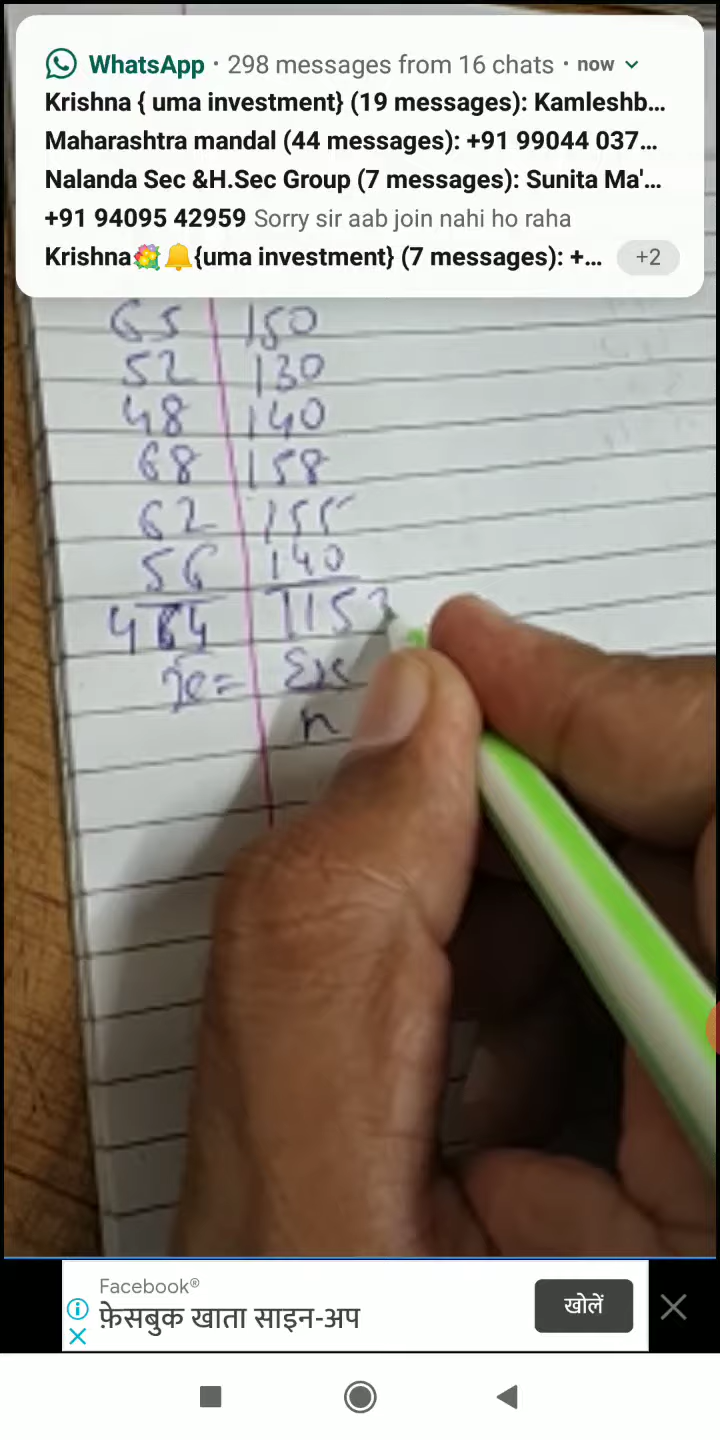 WhatsApp · 298 messages from 16 chats · now
Krishna { uma investment} (19 messages): Kamleshb...
Maharashtra mandal (44 messages): +91 99044 037...
Nalanda Sec &H.Sec Group (7 messages): Sunita Ma'...
+91 94095 42959 Sorry sir aab join nahi ho raha
Krishna💐🔔{uma investment} (7 messages): +... +2
65 150
52 130
48 140
68 158
62 155
56 140
464 1153
x̄ = Σx
n
Facebook®
फ़ेसबुक खाता साइन-अप
खोलें